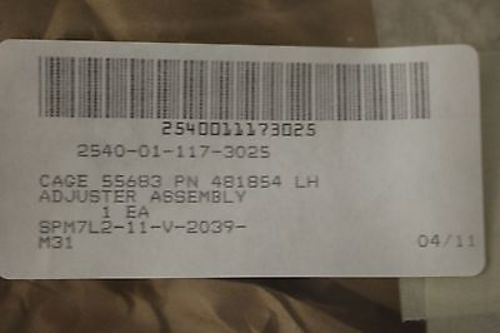 2540011173025
2540-01-117-3025
CAGE 55683 PN 481854 LH
ADJUSTER ASSEMBLY
1 EA
SPM7L2-11-V-2039-
M31 04/11